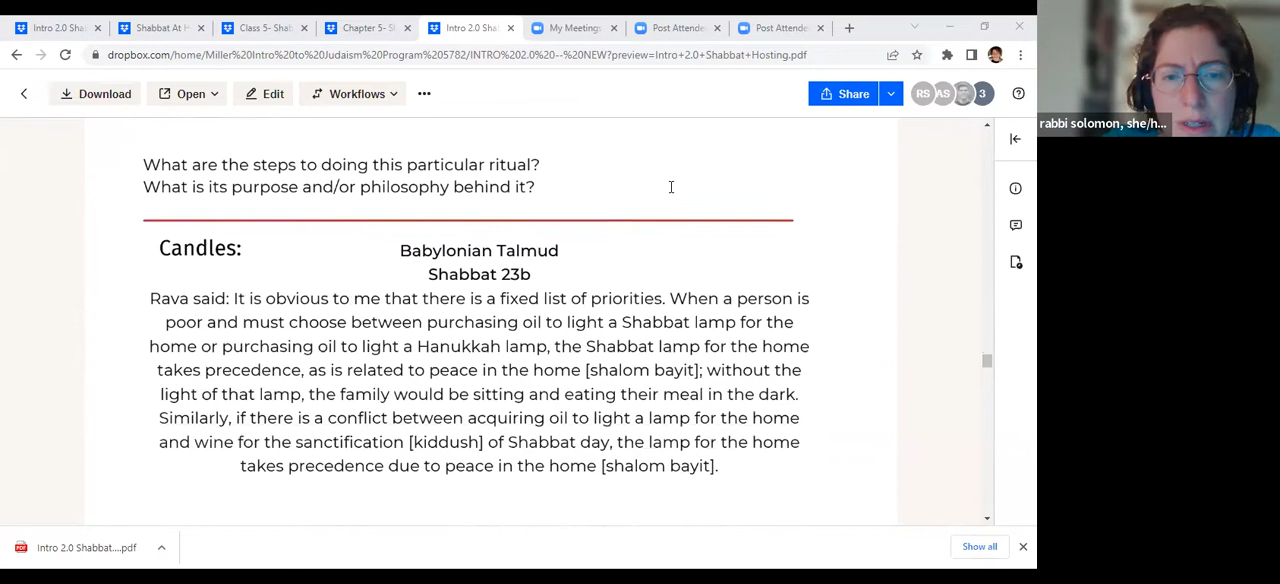 Intro 2.0 Sha
Shabbat At H
Class 5- Shab
Chapter 5- S
Intro 2.0 Sha
My Meetings
Post Attende
Post Attende
dropbox.com/home/Miller%20Intro%20to%20Judaism%20Program%205782/INTRO%202.0%20--%20NEW?preview=Intro+2.0+Shabbat+Hosting.pdf
Download
Open
Edit
Workflows
Share
RS
AS
3
rabbi solomon, she/h...
What are the steps to doing this particular ritual?
What is its purpose and/or philosophy behind it?
Candles:
Babylonian Talmud
Shabbat 23b
Rava said: It is obvious to me that there is a fixed list of priorities. When a person is
poor and must choose between purchasing oil to light a Shabbat lamp for the
home or purchasing oil to light a Hanukkah lamp, the Shabbat lamp for the home
takes precedence, as is related to peace in the home [shalom bayit]; without the
light of that lamp, the family would be sitting and eating their meal in the dark.
Similarly, if there is a conflict between acquiring oil to light a lamp for the home
and wine for the sanctification [kiddush] of Shabbat day, the lamp for the home
takes precedence due to peace in the home [shalom bayit].
Intro 2.0 Shabbat....pdf
Show all